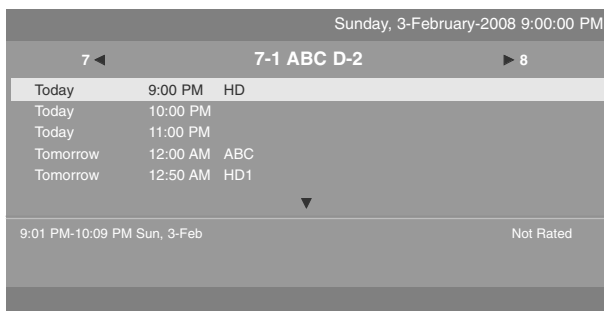 Sunday, 3-February-2008 9:00:00 PM
7 ◀ 7-1 ABC D-2 ▶ 8
Today 9:00 PM HD
Today 10:00 PM
Today 11:00 PM
Tomorrow 12:00 AM ABC
Tomorrow 12:50 AM HD1
▼
9:01 PM-10:09 PM Sun, 3-Feb Not Rated